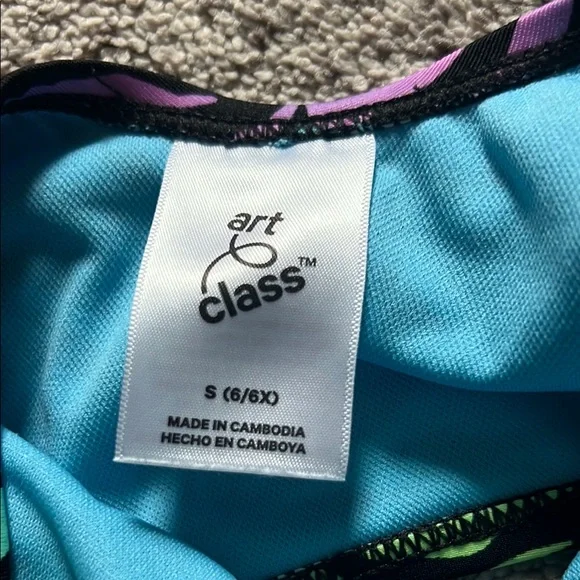 art
class™
S (6/6X)
MADE IN CAMBODIA
HECHO EN CAMBOYA